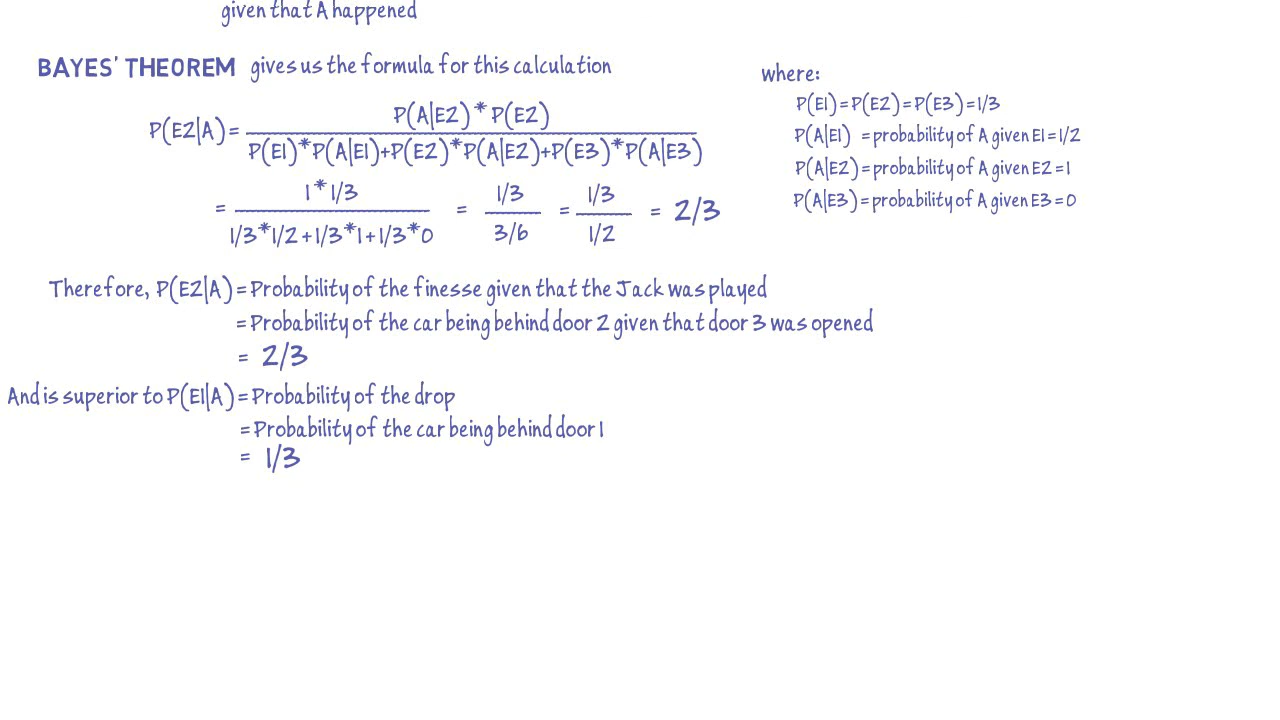 given that A happened
BAYES' THEOREM gives us the formula for this calculation
P(E2|A) = P(A|E2) * P(E2)
P(E1)*P(A|E1)+P(E2)*P(A|E2)+P(E3)*P(A|E3)
= 1*1/3 = 1/3 = 1/3 = 2/3
1/3*1/2+1/3*1+1/3*0 3/6 1/2
where:
P(E1)=P(E2)=P(E3)=1/3
P(A|E1) =probability of A given E1=1/2
P(A|E2)=probability of A given E2=1
P(A|E3)=probability of A given E3=0
Therefore, P(E2|A)=Probability of the finesse given that the Jack was played
=Probability of the car being behind door 2 given that door 3 was opened
= 2/3
And is superior to P(E1|A)=Probability of the drop
=Probability of the car being behind door 1
= 1/3